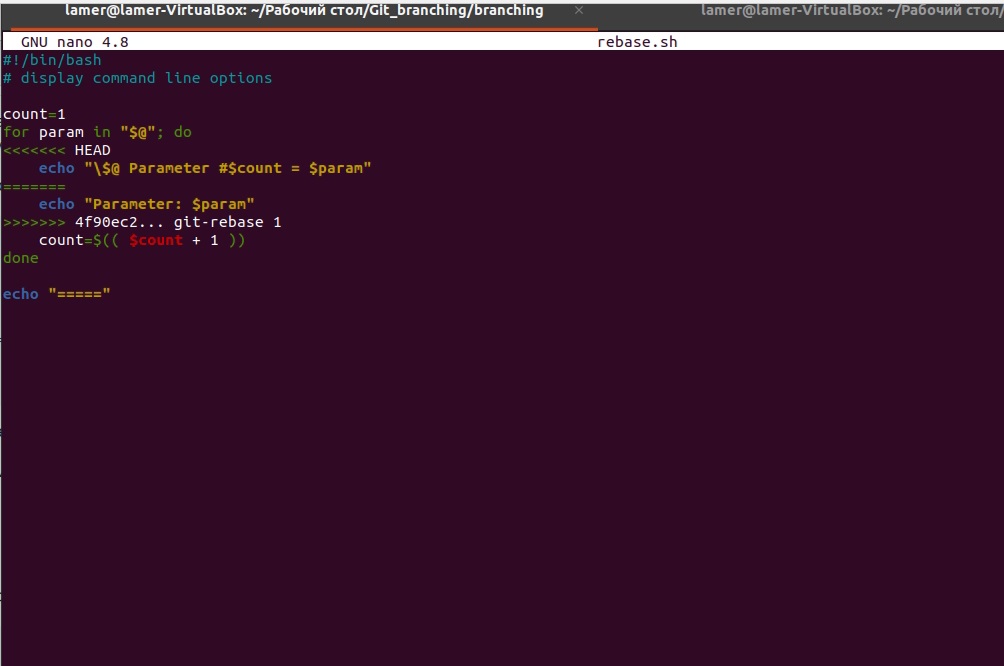 lamer@lamer-VirtualBox: ~/Рабочий стол/Git_branching/branching × lamer@lamer-VirtualBox: ~/Рабочий стол/
GNU nano 4.8 rebase.sh
#!/bin/bash
# display command line options

count=1
for param in "$@"; do
<<<<<<< HEAD
    echo "\$@ Parameter #$count = $param"
=======
    echo "Parameter: $param"
>>>>>>> 4f90ec2... git-rebase 1
    count=$(( $count + 1 ))
done

echo "====="